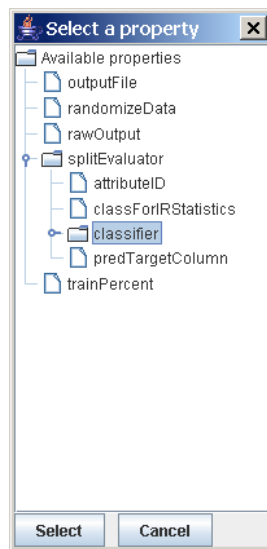 Select a property
Available properties
outputFile
randomizeData
rawOutput
splitEvaluator
attributeID
classForIRStatistics
classifier
predTargetColumn
trainPercent
Select Cancel